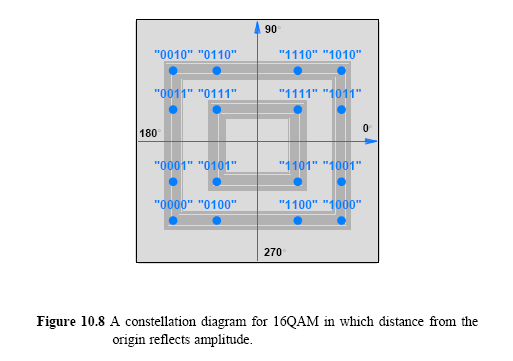 90°
"0010" "0110" "1110" "1010"
"0011" "0111" "1111" "1011"
180° 0°
"0001" "0101" "1101" "1001"
"0000" "0100" "1100" "1000"
270°
Figure 10.8 A constellation diagram for 16QAM in which distance from the
origin reflects amplitude.